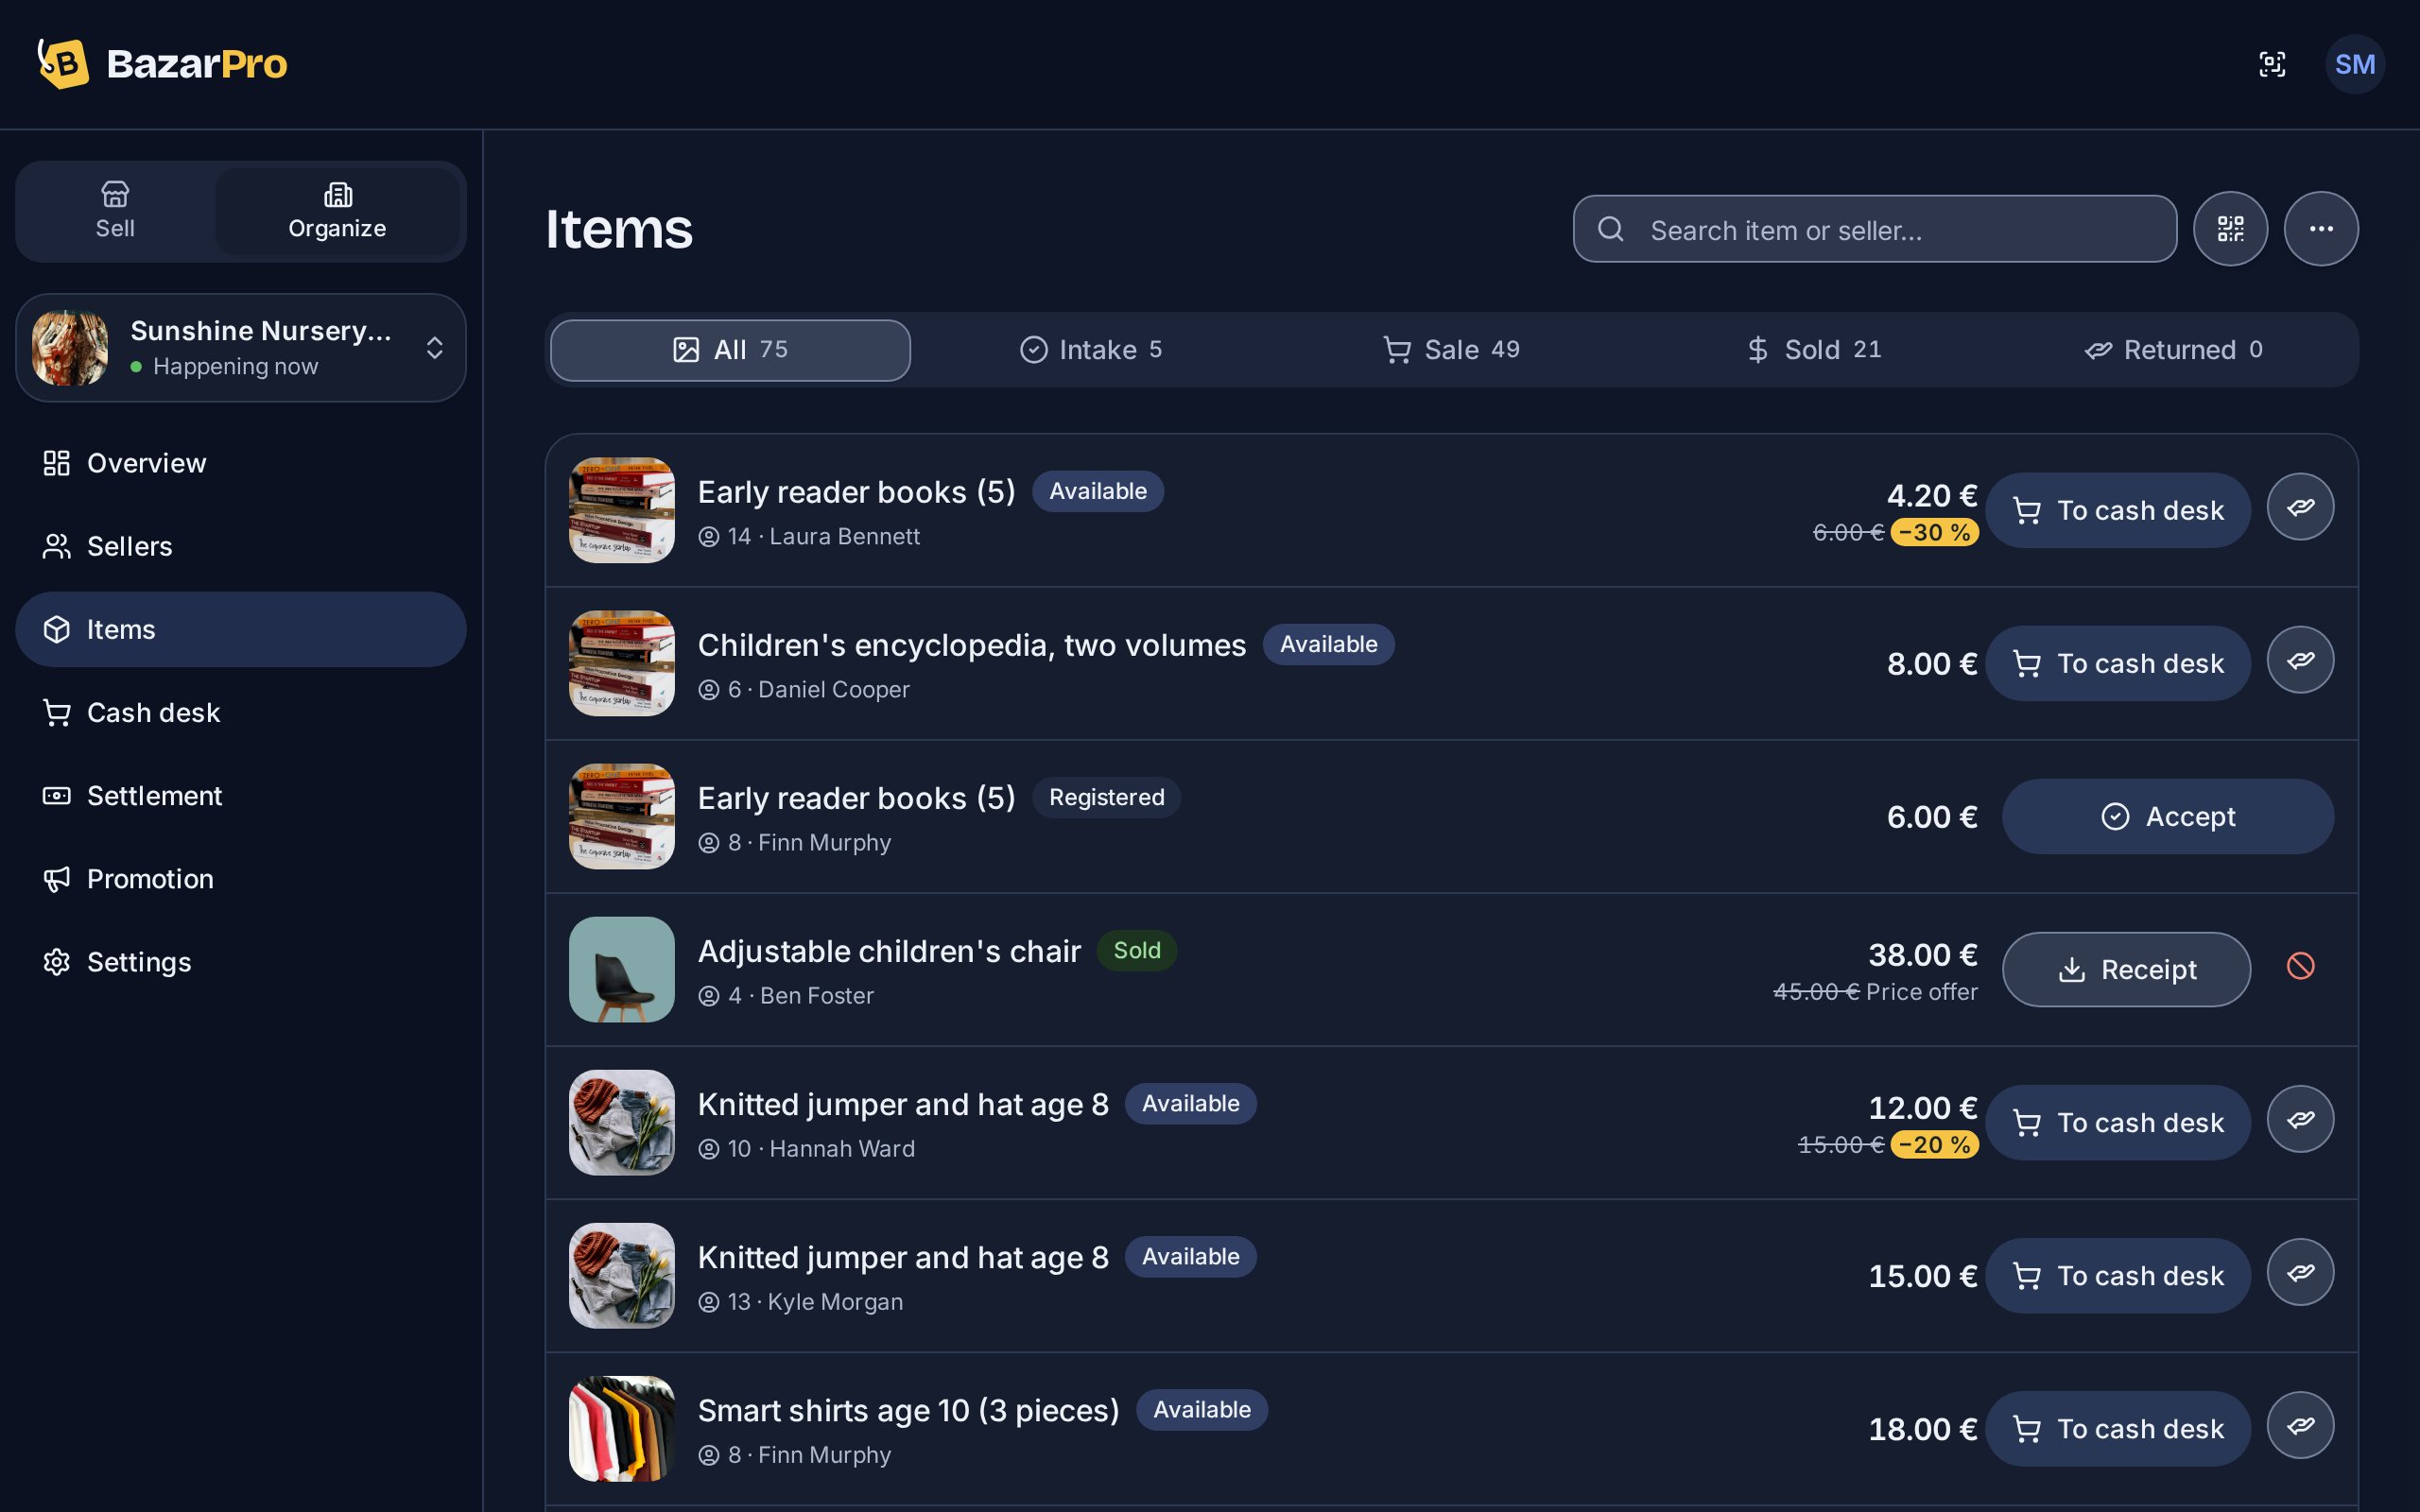 BazarPro
SM
Sell
Organize
Sunshine Nursery...
Happening now
Overview
Sellers
Items
Cash desk
Settlement
Promotion
Settings
Items
Search item or seller...
All 75
Intake 5
Sale 49
Sold 21
Returned 0
Early reader books (5) Available
14 · Laura Bennett
4.20 €
6.00 € −30 %
To cash desk
Children's encyclopedia, two volumes Available
6 · Daniel Cooper
8.00 €
To cash desk
Early reader books (5) Registered
8 · Finn Murphy
6.00 €
Accept
Adjustable children's chair Sold
4 · Ben Foster
38.00 €
45.00 € Price offer
Receipt
Knitted jumper and hat age 8 Available
10 · Hannah Ward
12.00 €
15.00 € −20 %
To cash desk
Knitted jumper and hat age 8 Available
13 · Kyle Morgan
15.00 €
To cash desk
Smart shirts age 10 (3 pieces) Available
8 · Finn Murphy
18.00 €
To cash desk